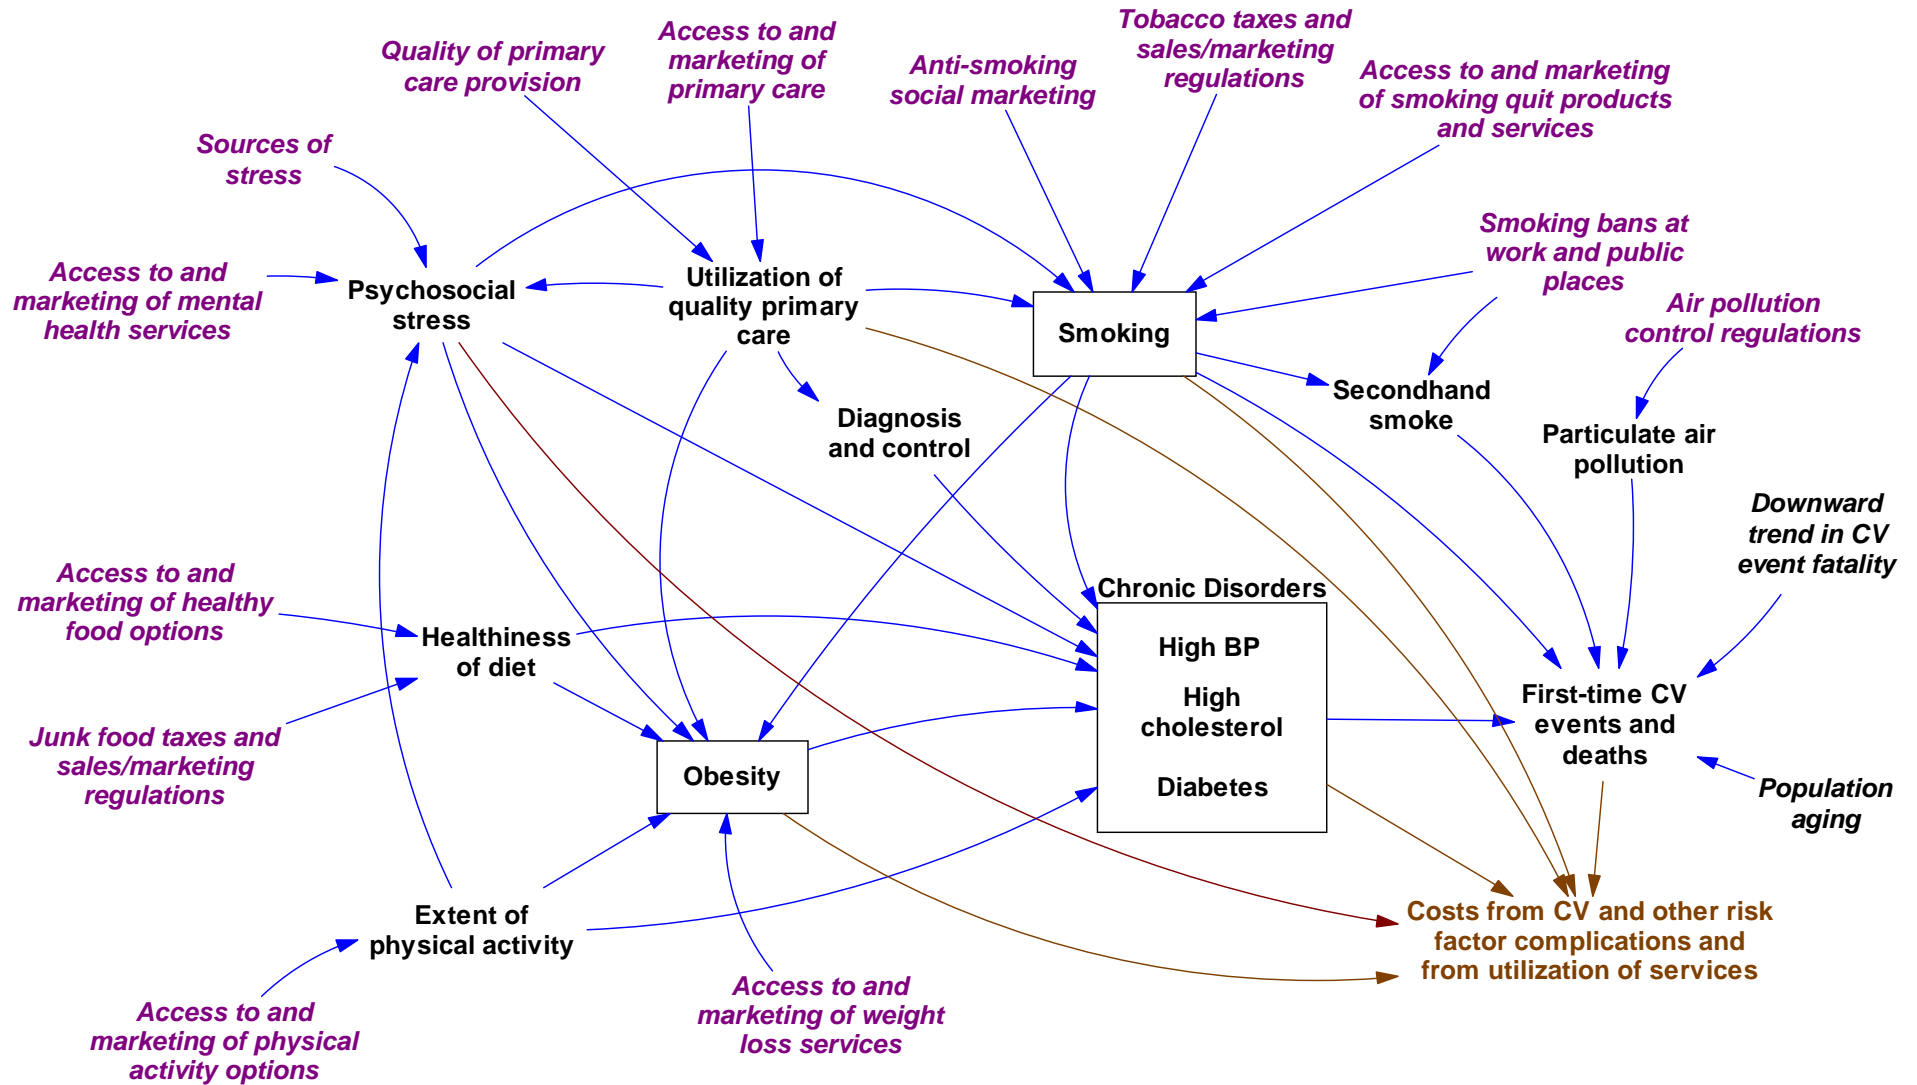 Quality of primary
care provision
Access to and
marketing of
primary care
Anti-smoking
social marketing
Tobacco taxes and
sales/marketing
regulations
Access to and marketing
of smoking quit products
and services
Sources of
stress
Smoking bans at
work and public
places
Access to and
marketing of mental
health services
Psychosocial
stress
Utilization of
quality primary
care
Smoking
Air pollution
control regulations
Secondhand
smoke
Diagnosis
and control
Particulate air
pollution
Downward
trend in CV
event fatality
Access to and
marketing of healthy
food options
Healthiness
of diet
Chronic Disorders
High BP
High
cholesterol
Diabetes
First-time CV
events and
deaths
Junk food taxes and
sales/marketing
regulations
Obesity
Population
aging
Extent of
physical activity
Costs from CV and other risk
factor complications and
from utilization of services
Access to and
marketing of physical
activity options
Access to and
marketing of weight
loss services